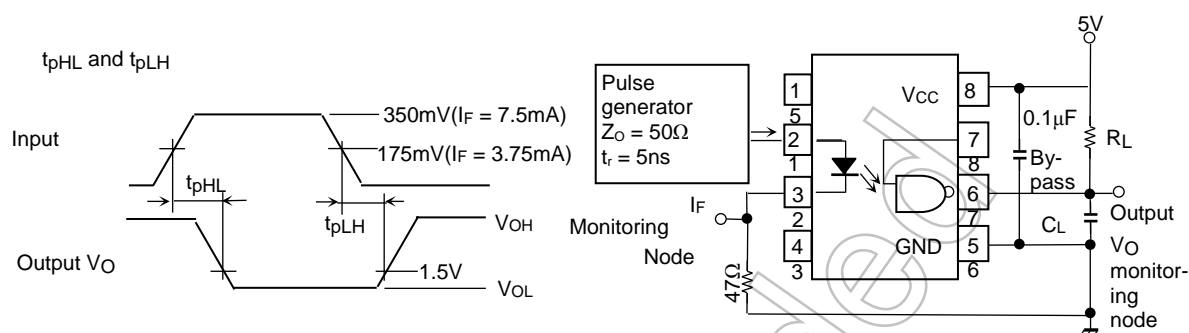 tpHL and tpLH
Input
350mV(IF = 7.5mA)
175mV(IF = 3.75mA)
tpHL
tpLH
VOH
Output VO
1.5V
VOL
Pulse
generator
ZO = 50Ω
tr = 5ns
IF
Monitoring
Node
47Ω
1
5
2
1
3
2
4
3
VCC
GND
8
7
8
6
7
5
6
5V
0.1μF
By-
pass
RL
CL
Output
VO
monitor-
ing
node